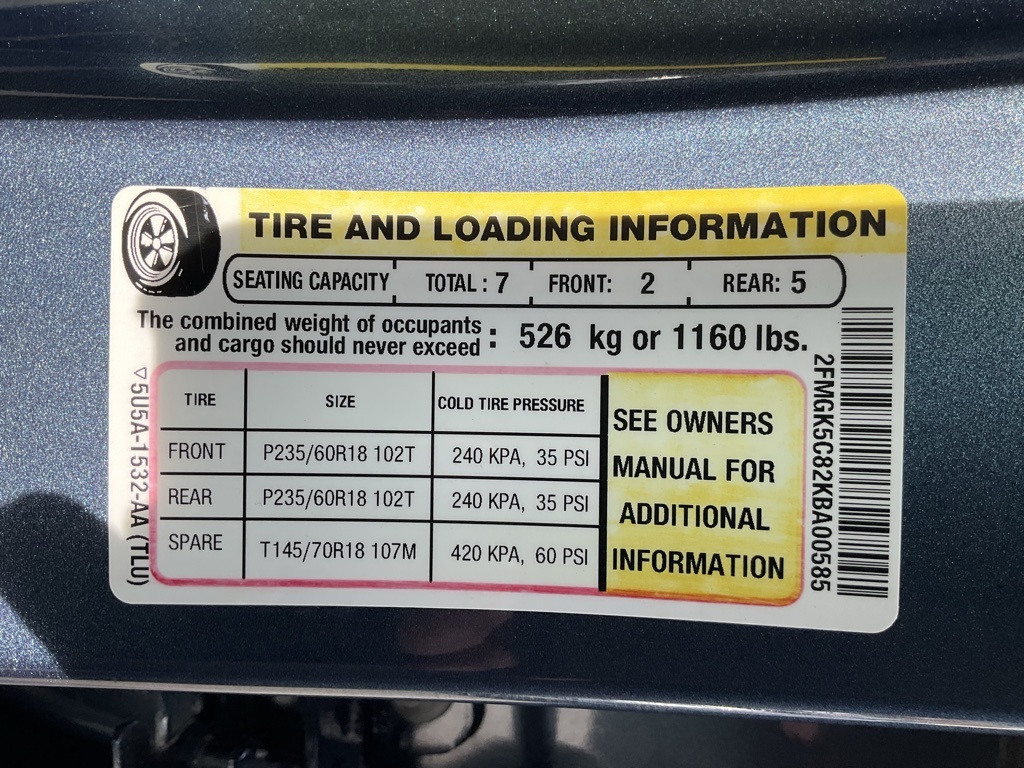 TIRE AND LOADING INFORMATION
SEATING CAPACITY TOTAL : 7 FRONT: 2 REAR: 5
The combined weight of occupants
and cargo should never exceed : 526 kg or 1160 lbs.
TIRE SIZE COLD TIRE PRESSURE
FRONT P235/60R18 102T 240 KPA, 35 PSI
REAR P235/60R18 102T 240 KPA, 35 PSI
SPARE T145/70R18 107M 420 KPA, 60 PSI
SEE OWNERS
MANUAL FOR
ADDITIONAL
INFORMATION
5U5A-1532-AA (TLU)
2FMGK5C82KBA00585